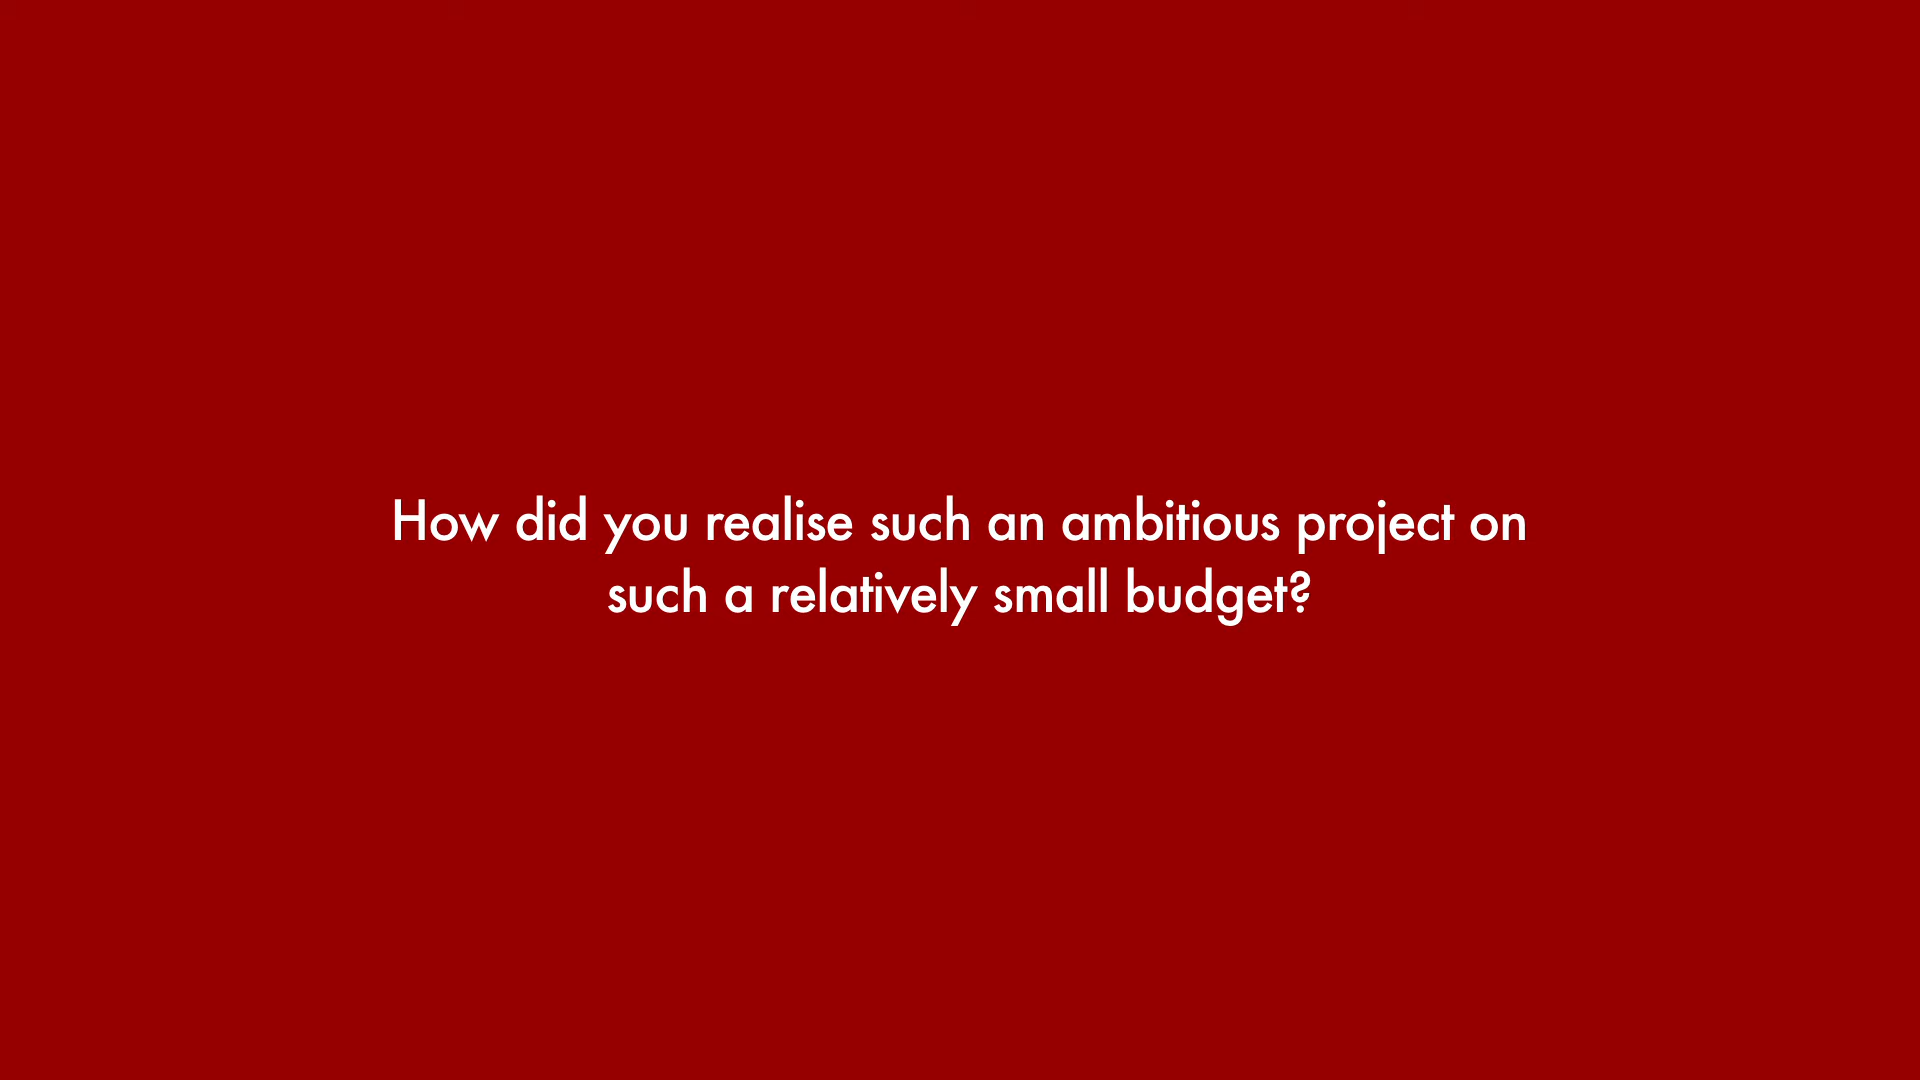 How did you realise such an ambitious project on
such a relatively small budget?